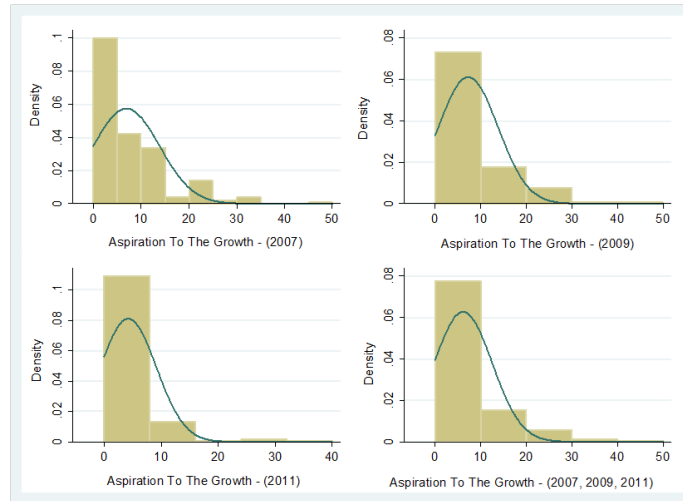 Density
0 .02 .04 .06 .08 .1
0 10 20 30 40 50
Aspiration To The Growth - (2007)
Density
0 .02 .04 .06 .08
0 10 20 30 40 50
Aspiration To The Growth - (2009)
Density
0 .02 .04 .06 .08 .1
0 10 20 30 40
Aspiration To The Growth - (2011)
Density
0 .02 .04 .06 .08
0 10 20 30 40 50
Aspiration To The Growth - (2007, 2009, 2011)